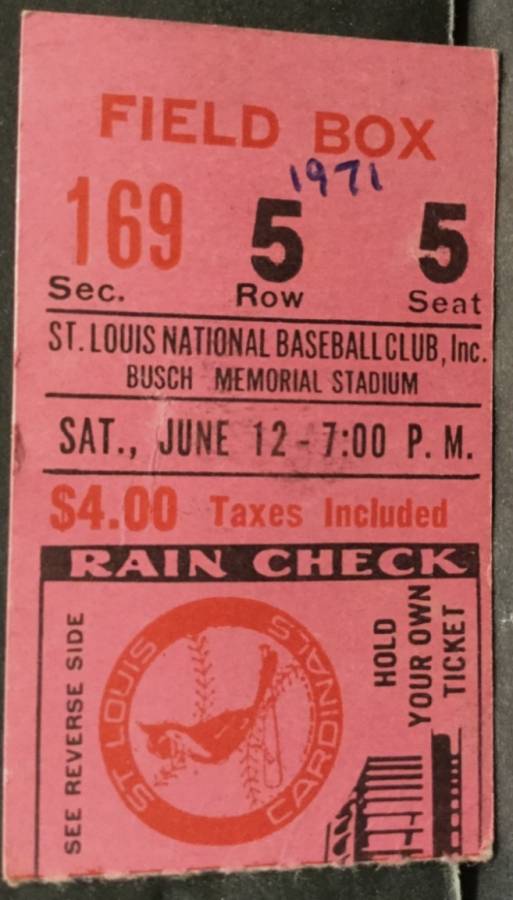 FIELD BOX
1971
169 5 5
Sec. Row Seat
ST. LOUIS NATIONAL BASEBALL CLUB, Inc.
BUSCH MEMORIAL STADIUM
SAT., JUNE 12 - 7:00 P. M.
$4.00 Taxes Included
RAIN CHECK
SEE REVERSE SIDE
ST LOUIS
CARDINALS
HOLD
YOUR OWN
TICKET